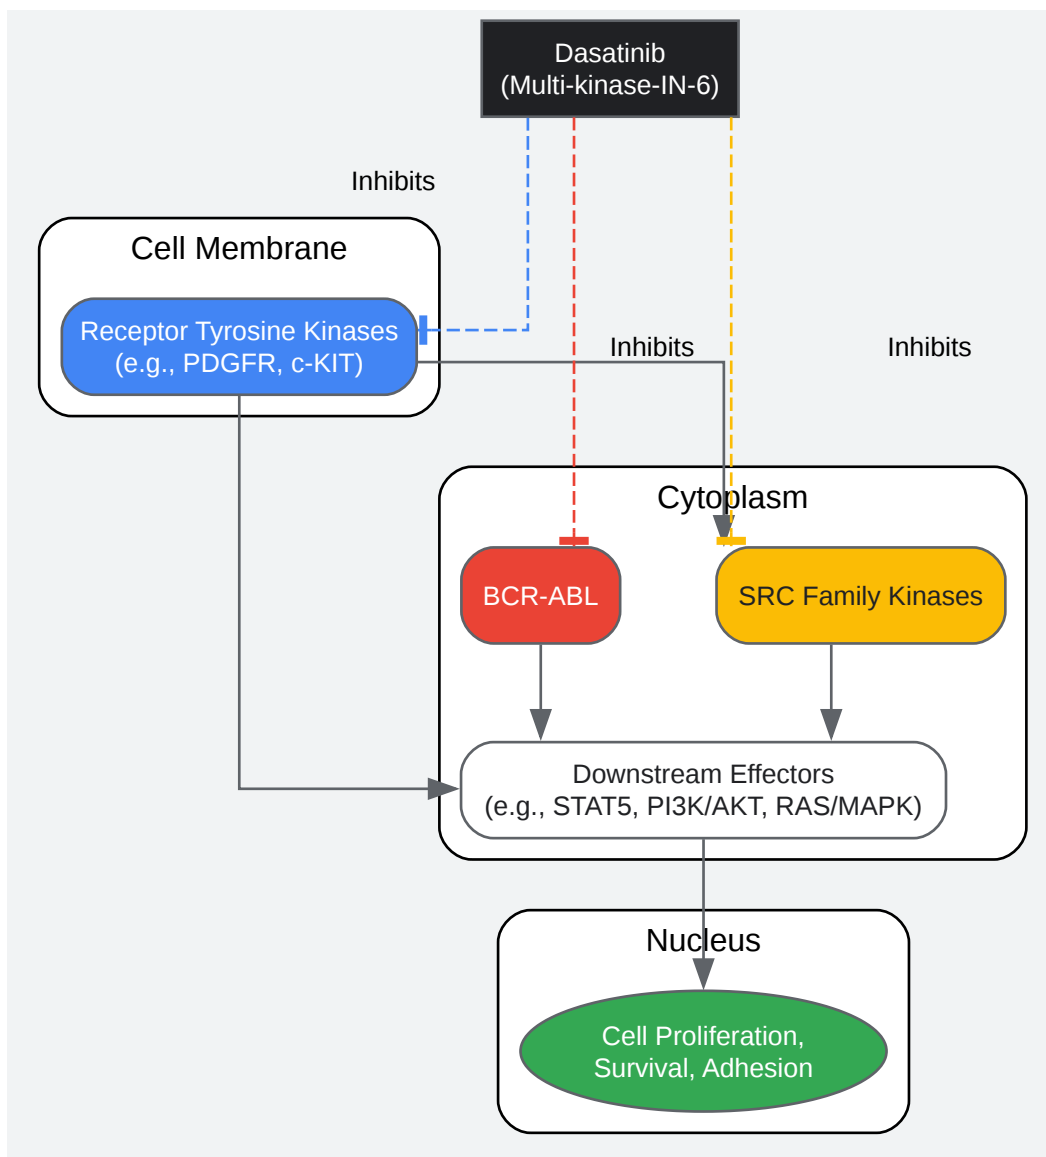 Dasatinib
(Multi-kinase-IN-6)
Inhibits
Cell Membrane
Receptor Tyrosine Kinases
(e.g., PDGFR, c-KIT)
Inhibits
Inhibits
Cytoplasm
BCR-ABL
SRC Family Kinases
Downstream Effectors
(e.g., STAT5, PI3K/AKT, RAS/MAPK)
Nucleus
Cell Proliferation,
Survival, Adhesion